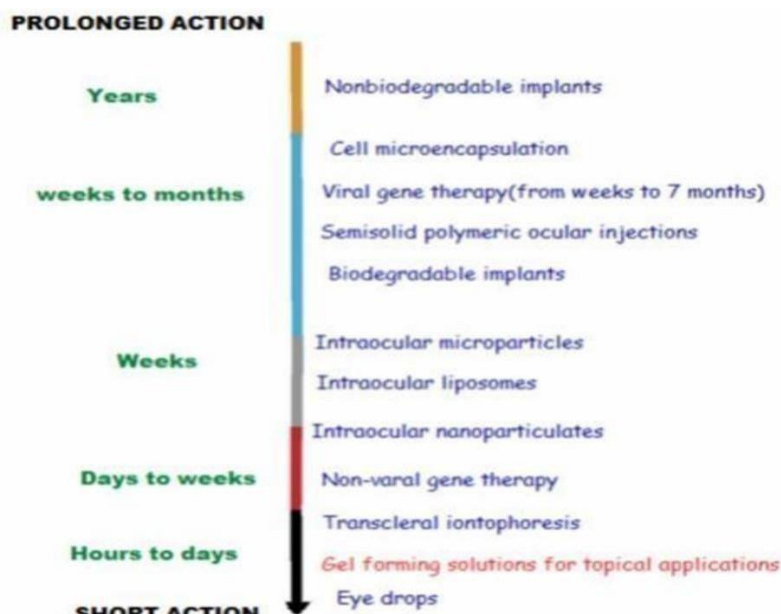 PROLONGED ACTION
Years
Nonbiodegradable implants
Cell microencapsulation
weeks to months
Viral gene therapy(from weeks to 7 months)
Semisolid polymeric ocular injections
Biodegradable implants
Weeks
Intraocular microparticles
Intraocular liposomes
Intraocular nanoparticulates
Days to weeks
Non-varal gene therapy
Transcleral iontophoresis
Hours to days
Gel forming solutions for topical applications
Eye drops
SHORT ACTION